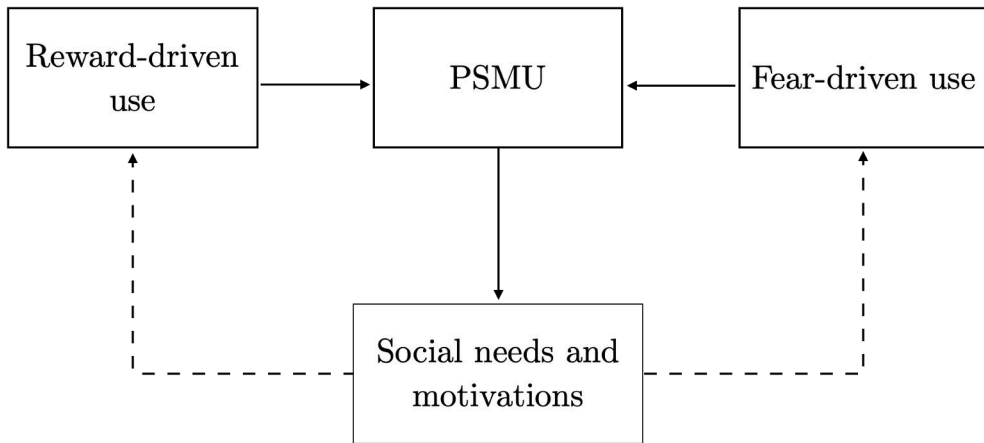 Reward-driven
use
PSMU
Fear-driven use
Social needs and
motivations